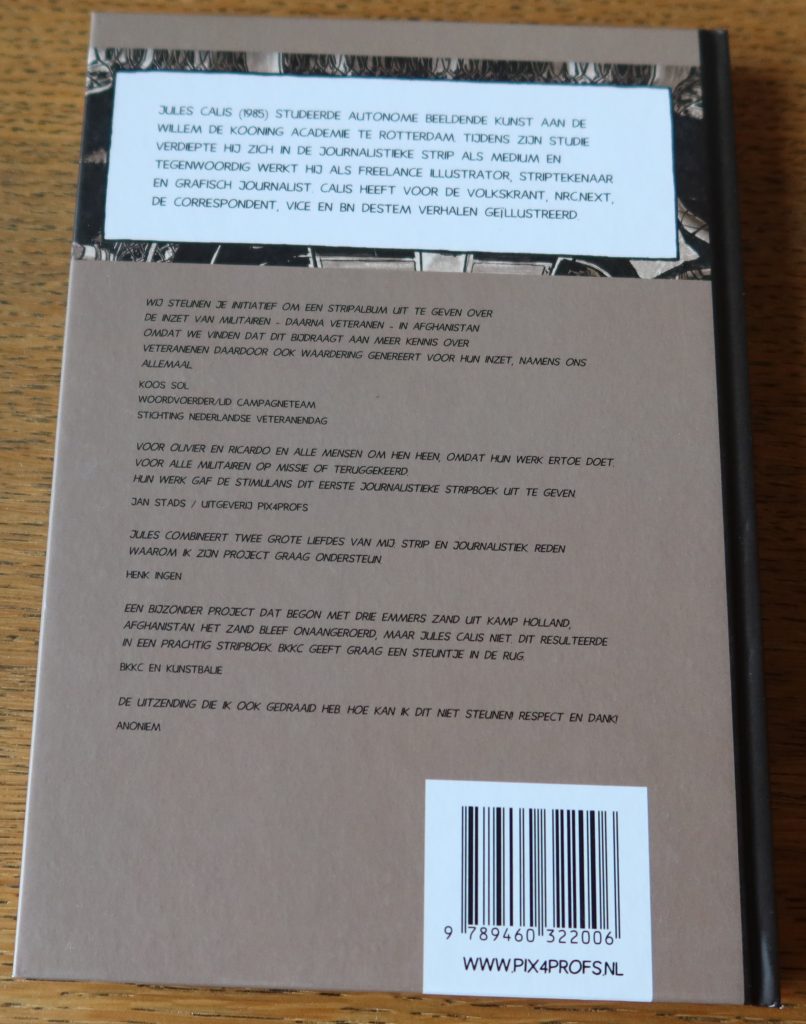 JULES CALIS (1985) STUDEERDE AUTONOME BEELDENDE KUNST AAN DE
WILLEM DE KOONING ACADEMIE TE ROTTERDAM. TIJDENS ZIJN STUDIE
VERDIEPTE HIJ ZICH IN DE JOURNALISTIEKE STRIP ALS MEDIUM EN
TEGENWOORDIG WERKT HIJ ALS FREELANCE ILLUSTRATOR, STRIPTEKENAAR
EN GRAFISCH JOURNALIST. CALIS HEEFT VOOR DE VOLKSKRANT, NRC.NEXT,
DE CORRESPONDENT, VICE EN BN DESTEM VERHALEN GEÏLLUSTREERD.
WIJ STEUNEN JE INITIATIEF OM EEN STRIPALBUM UIT TE GEVEN OVER
DE INZET VAN MILITAIREN - DAARNA VETERANEN - IN AFGHANISTAN
OMDAT WE VINDEN DAT DIT BIJDRAAGT AAN MEER KENNIS OVER
VETERANENEN DAARDOOR OOK WAARDERING GENEREERT VOOR HUN INZET, NAMENS ONS
ALLEMAAL.
KOOS SOL
WOORDVOERDER/LID CAMPAGNETEAM
STICHTING NEDERLANDSE VETERANENDAG
VOOR OLIVIER EN RICARDO EN ALLE MENSEN OM HEN HEEN, OMDAT HUN WERK ERTOE DOET.
VOOR ALLE MILITAIREN OP MISSIE OF TERUGGEKEERD.
HUN WERK GAF DE STIMULANS DIT EERSTE JOURNALISTIEKE STRIPBOEK UIT TE GEVEN.
JAN STADS / UITGEVERIJ PIX4PROFS
JULES COMBINEERT TWEE GROTE LIEFDES VAN MIJ: STRIP EN JOURNALISTIEK. REDEN
WAAROM IK ZIJN PROJECT GRAAG ONDERSTEUN.
HENK INGEN
EEN BIJZONDER PROJECT DAT BEGON MET DRIE EMMERS ZAND UIT KAMP HOLLAND,
AFGHANISTAN. HET ZAND BLEEF ONAANGEROERD, MAAR JULES CALIS NIET. DIT RESULTEERDE
IN EEN PRACHTIG STRIPBOEK. BKKC GEEFT GRAAG EEN STEUNTJE IN DE RUG.
BKKC EN KUNSTBALIE
DE UITZENDING DIE IK OOK GEDRAAID HEB. HOE KAN IK DIT NIET STEUNEN! RESPECT EN DANK!
ANONIEM
9 789460 322006
WWW.PIX4PROFS.NL